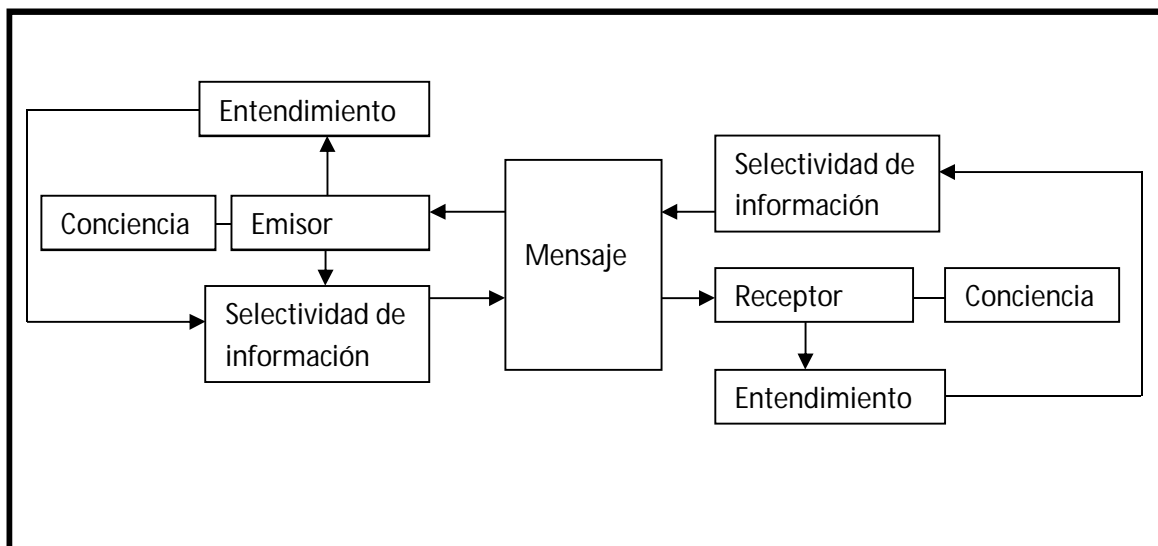 Entendimiento
Conciencia
Emisor
Selectividad de
información
Mensaje
Selectividad de
información
Receptor
Conciencia
Entendimiento